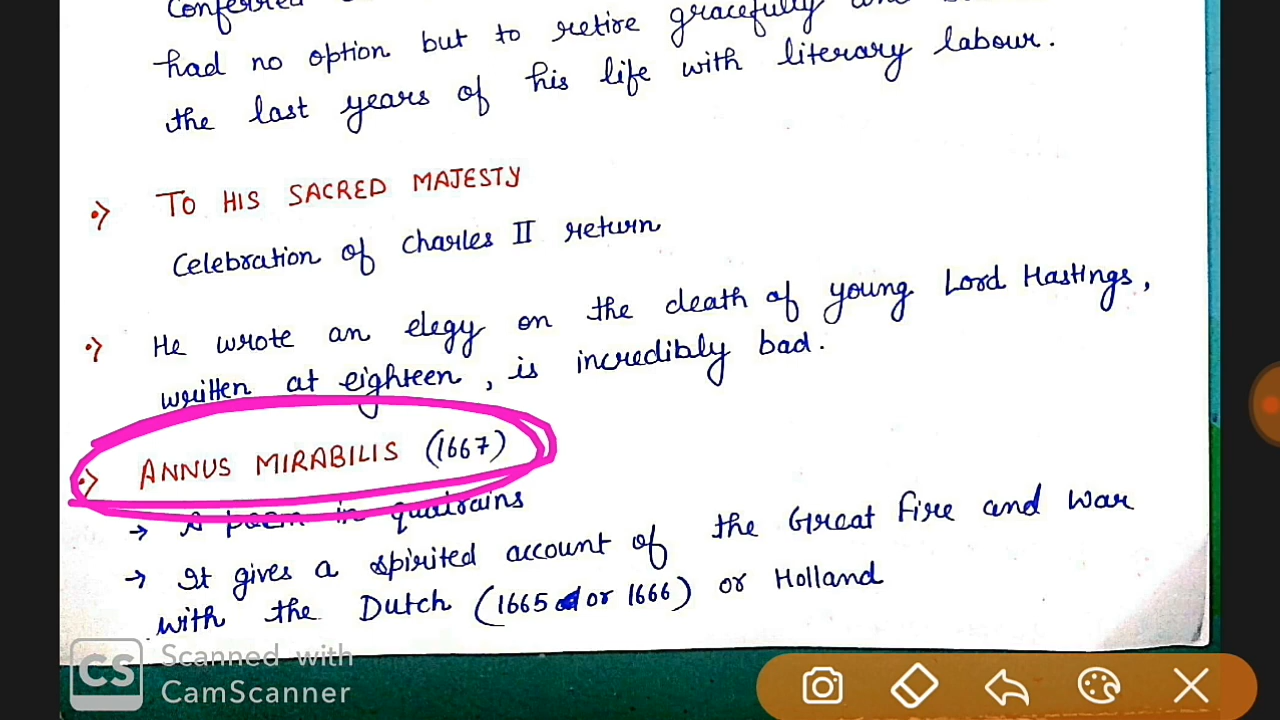 Conferred
had no option but to retire gracefully and
the last years of his life with literary labour.
TO HIS SACRED MAJESTY
Celebration of Charles II return
He wrote an elegy on the death of young Lord Hastings,
written at eighteen, is incredibly bad.
ANNUS MIRABILIS (1667)
→ A poem in quatrains
→ It gives a spirited account of the Great Fire and War
with the Dutch (1665 or 1666) or Holland
CS Scanned with
CamScanner